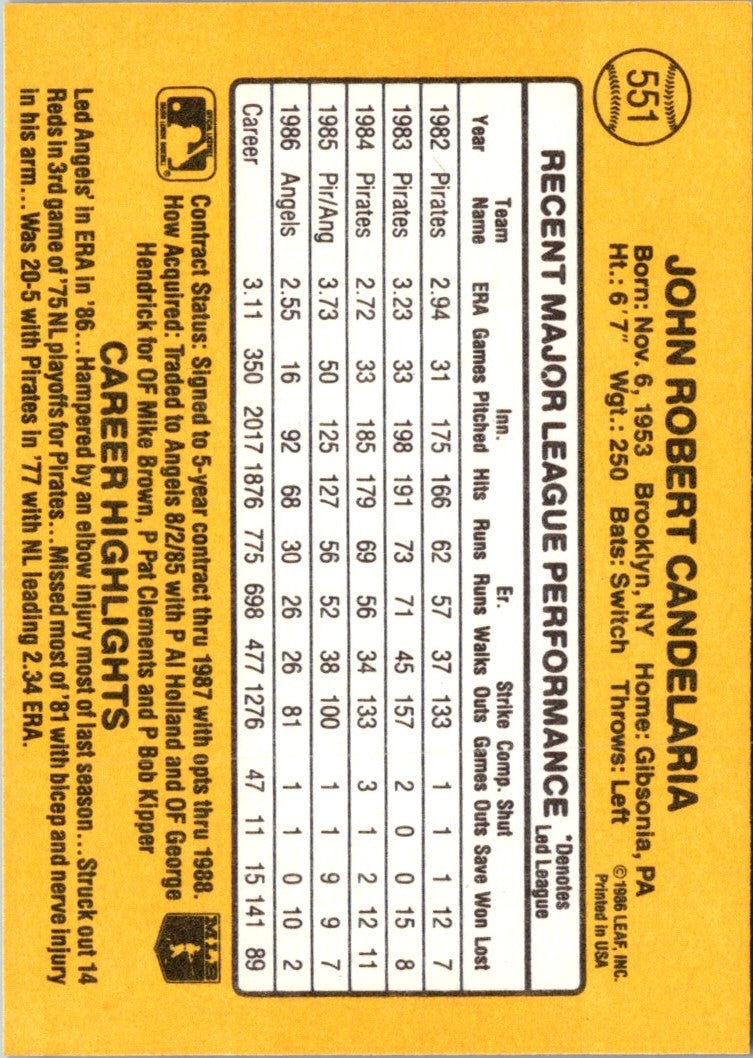 551
JOHN ROBERT CANDELARIA
Born: Nov. 6, 1953 Brooklyn, NY Home: Gibsonia, PA
Ht.: 6'7" Wgt.: 250 Bats: Switch Throws: Left
© 1986 LEAF, INC.
Printed in USA
RECENT MAJOR LEAGUE PERFORMANCE *Denotes Led League
Year Team Name ERA Games Inn. Pitched Hits Runs Er. Runs Walks Strike Outs Comp. Games Shut Outs Save Won Lost
1982 Pirates 2.94 31 175 166 62 57 37 133 1 1 1 12 7
1983 Pirates 3.23 33 198 191 73 71 45 157 2 0 0 15 8
1984 Pirates 2.72 33 185 179 69 56 34 133 3 1 2 12 11
1985 Pir/Ang 3.73 50 125 127 56 52 38 100 1 1 9 9 7
1986 Angels 2.55 16 92 68 30 26 26 81 1 1 0 10 2
Career 3.11 350 2017 1876 775 698 477 1276 47 11 15 141 89
Contract Status: Signed to 5-year contract thru 1987 with opts thru 1988.
How Acquired: Traded to Angels 8/2/85 with P Al Holland and OF George
Hendrick for OF Mike Brown, P Pat Clements and P Bob Kipper
MLB
CAREER HIGHLIGHTS
Led Angels' in ERA in '86... Hampered by an elbow injury most of last season... Struck out 14
Reds in 3rd game of '75 NL playoffs for Pirates... Missed most of '81 with bicep and nerve injury
in his arm... Was 20-5 with Pirates in '77 with NL leading 2.34 ERA.